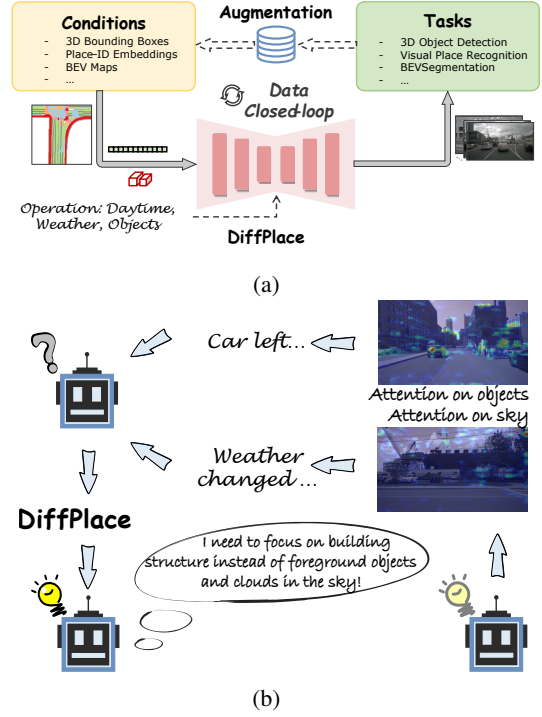 Conditions
- 3D Bounding Boxes
- Place-ID Embeddings
- BEV Maps
- ...
Augmentation
Tasks
- 3D Object Detection
- Visual Place Recognition
- BEVSegmentation
- ...
Data
Closed-loop
Operation: Daytime,
Weather, Objects
DiffPlace
(a)
Car left...
Attention on objects
Attention on sky
Weather
changed ...
DiffPlace
I need to focus on building
structure instead of foreground objects
and clouds in the sky!
(b)